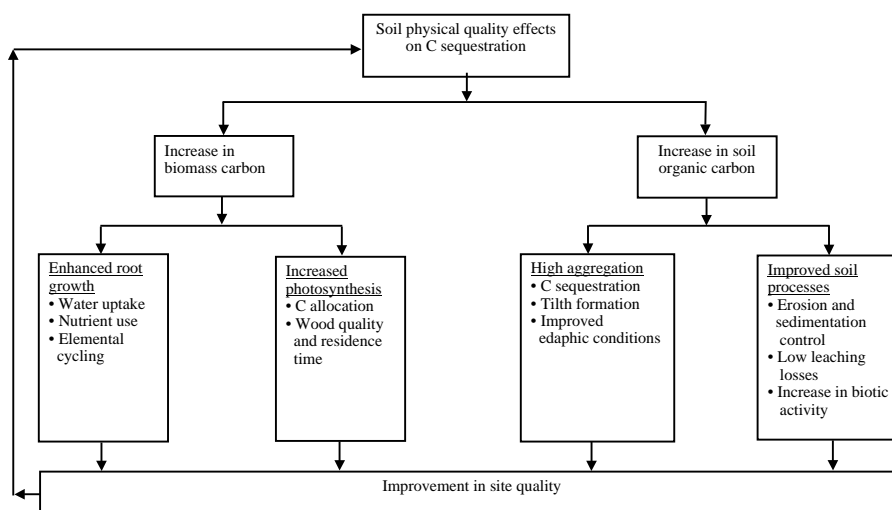 Soil physical quality effects
on C sequestration
Increase in
biomass carbon
Increase in soil
organic carbon
Enhanced root
growth
• Water uptake
• Nutrient use
• Elemental
cycling
Increased
photosynthesis
• C allocation
• Wood quality
and residence
time
High aggregation
• C sequestration
• Tilth formation
• Improved
edaphic conditions
Improved soil
processes
• Erosion and
sedimentation
control
• Low leaching
losses
• Increase in biotic
activity
Improvement in site quality